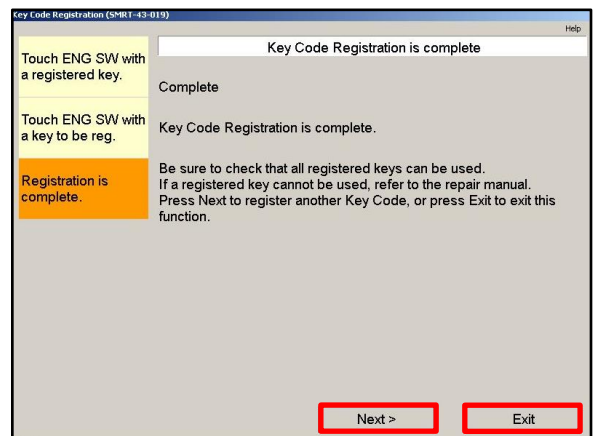 Key Code Registration (SMRT-43-019)
Help
Touch ENG SW with
a registered key.
Touch ENG SW with
a key to be reg.
Registration is
complete.
Key Code Registration is complete
Complete
Key Code Registration is complete.
Be sure to check that all registered keys can be used.
If a registered key cannot be used, refer to the repair manual.
Press Next to register another Key Code, or press Exit to exit this
function.
Next >
Exit